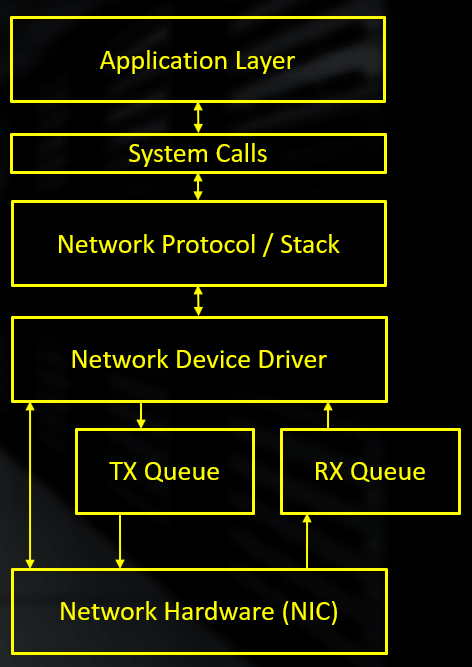 Application Layer
System Calls
Network Protocol / Stack
Network Device Driver
TX Queue
RX Queue
Network Hardware (NIC)